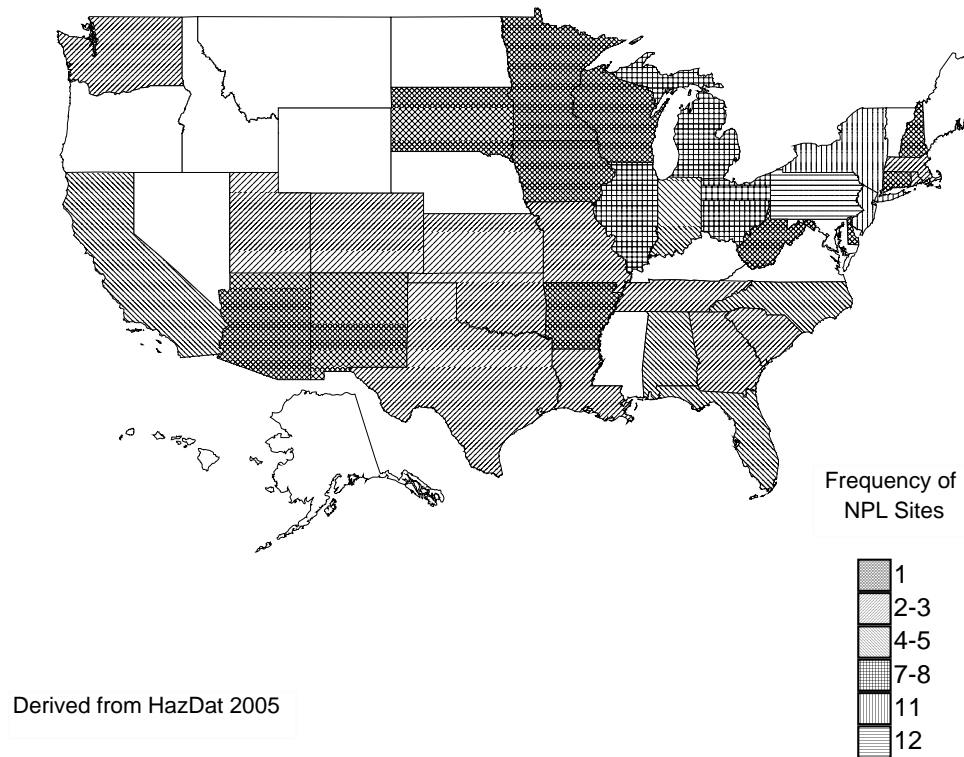 Frequency of
NPL Sites
1
2-3
4-5
7-8
11
12
Derived from HazDat 2005